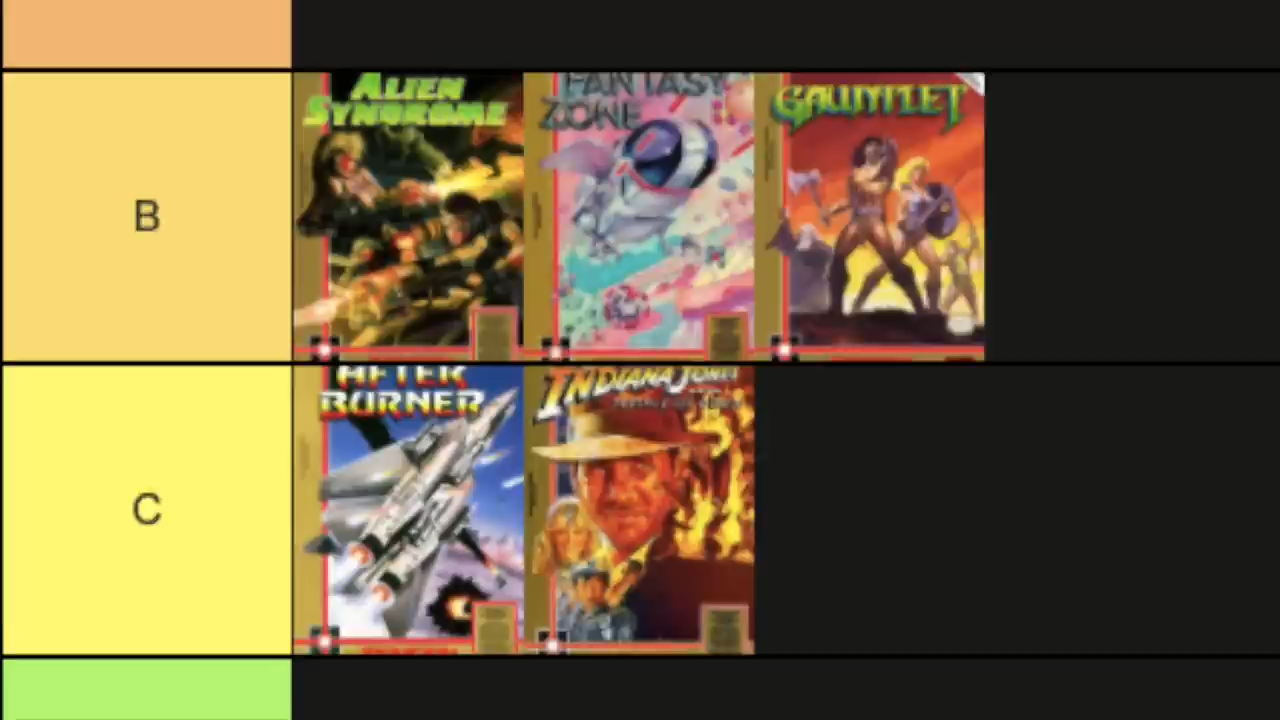 B
ALIEN
SYNDROME
FANTASY
ZONE
GAUNTLET
C
AFTER
BURNER
INDIANA JONES